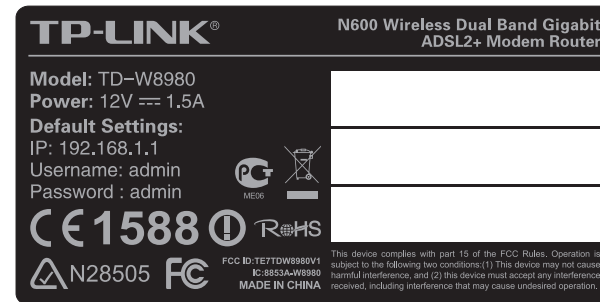 TP-LINK®
N600 Wireless Dual Band Gigabit
ADSL2+ Modem Router
Model: TD-W8980
Power: 12V ⎓ 1.5A
Default Settings:
IP: 192.168.1.1
Username: admin
Password : admin
PG
ME06
CE1588
RoHS
N28505 FC
FCC ID:TE7TDW8980V1
IC:8853A-W8980
MADE IN CHINA
This device complies with part 15 of the FCC Rules. Operation is
subject to the following two conditions:(1) This device may not cause
harmful interference, and (2) this device must accept any interference
received, including interference that may cause undesired operation.